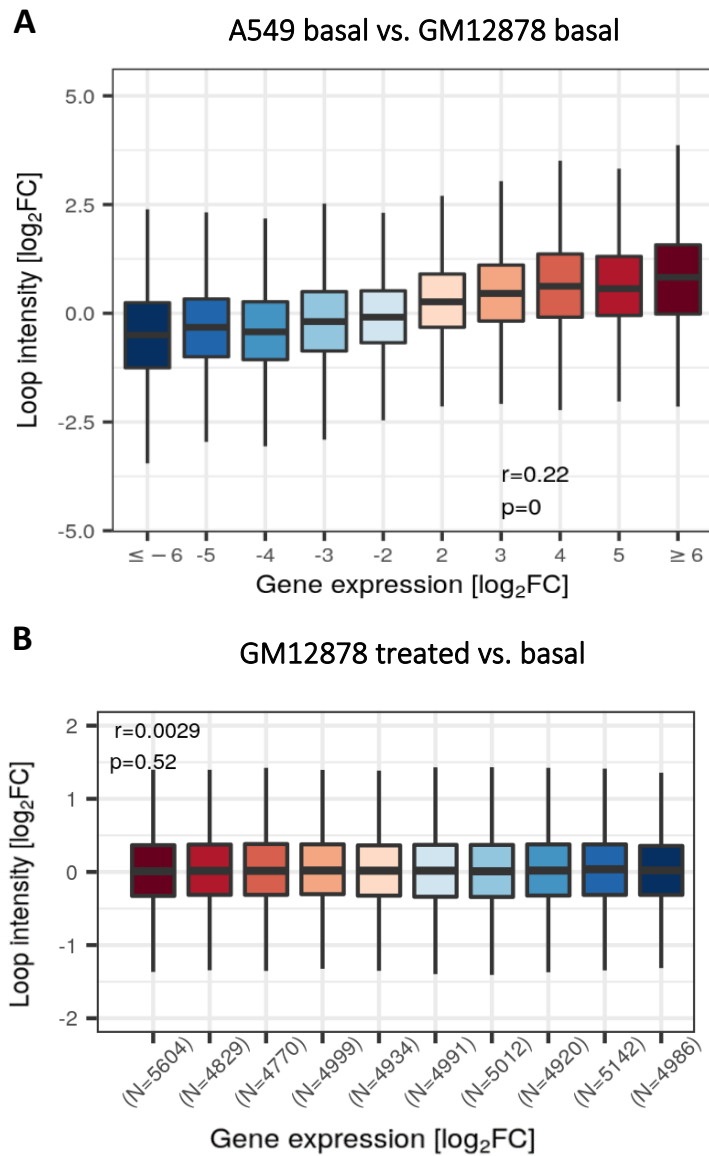 A
A549 basal vs. GM12878 basal
Loop intensity [log₂FC]
5.0
2.5
0.0
-2.5
-5.0
r=0.22
p=0
≤ − 6 -5 -4 -3 -2 2 3 4 5 ≥ 6
Gene expression [log₂FC]
B
GM12878 treated vs. basal
Loop intensity [log₂FC]
2
1
0
-1
-2
r=0.0029
p=0.52
(N=5604) (N=4829) (N=4770) (N=4999) (N=4934) (N=4991) (N=5012) (N=4920) (N=5142) (N=4986)
Gene expression [log₂FC]